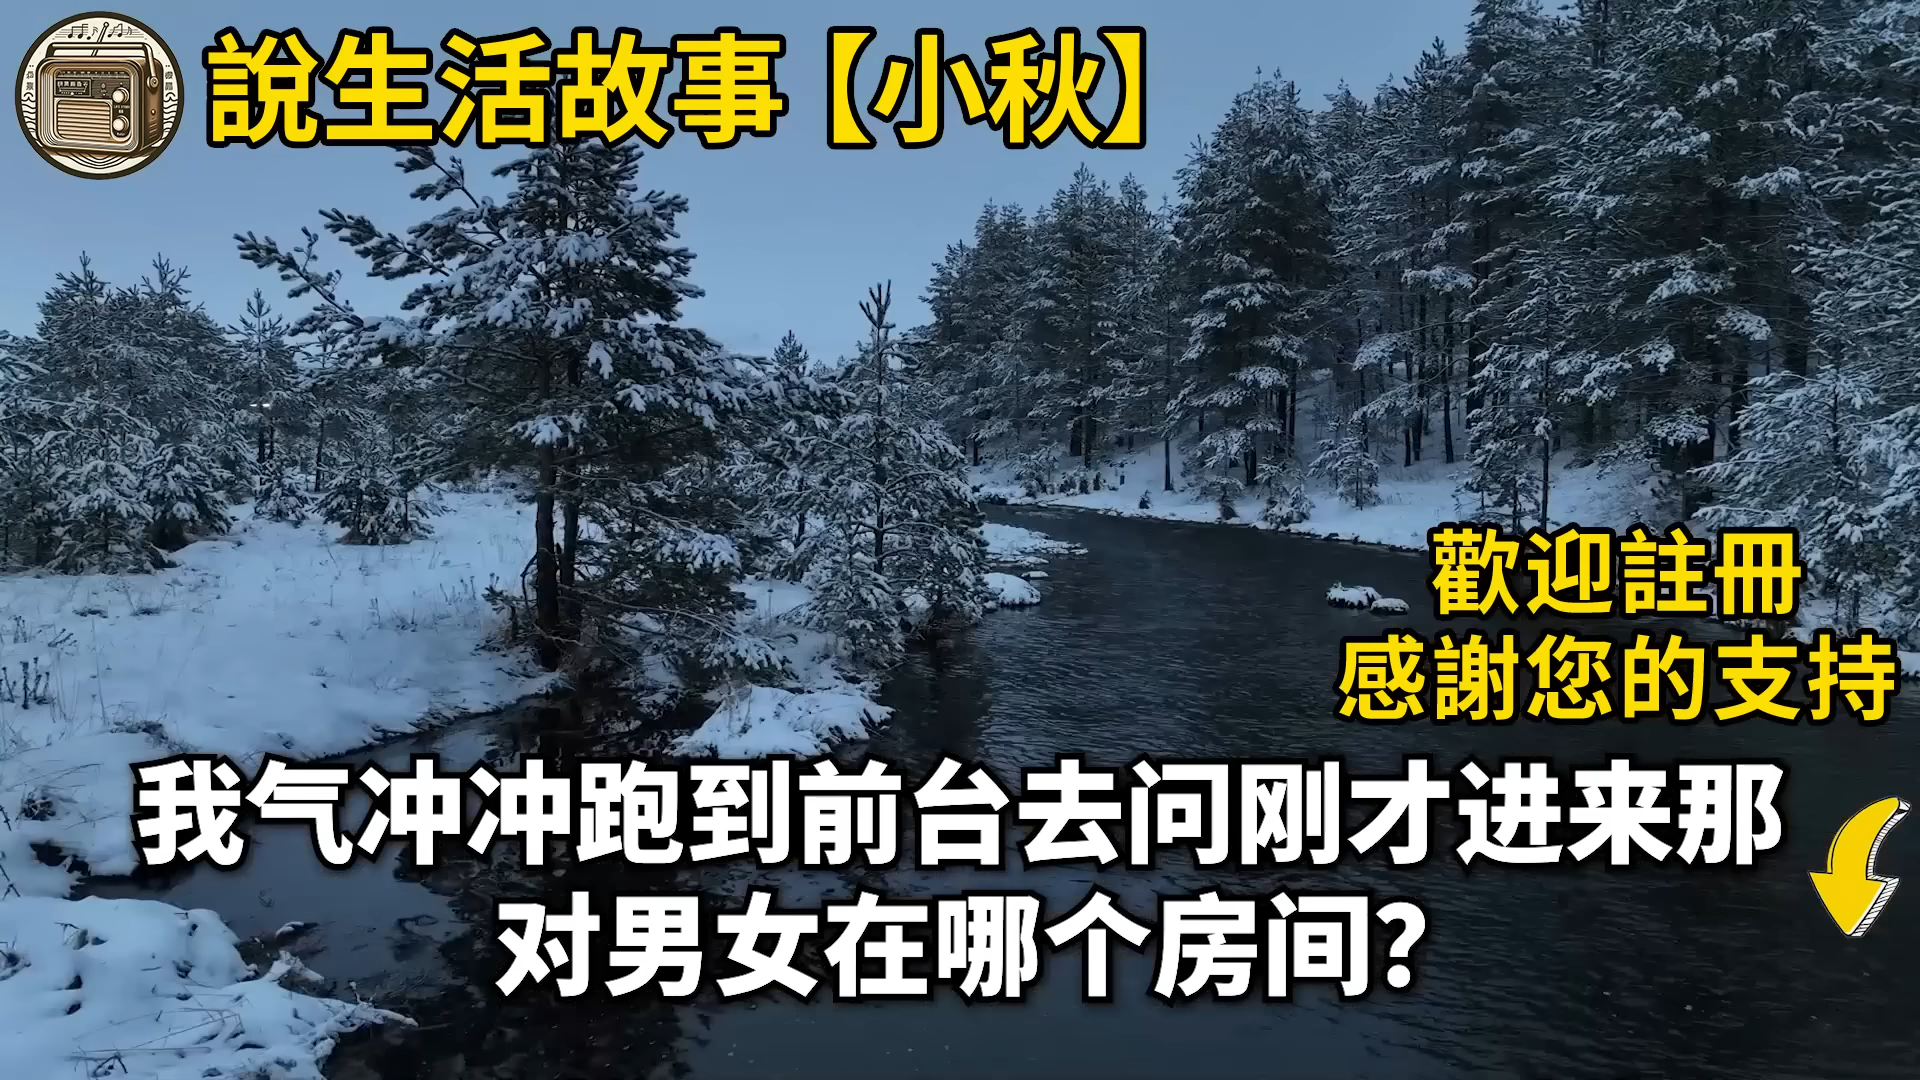 說生活故事【小秋】
歡迎註冊
感謝您的支持
我气冲冲跑到前台去问刚才进来那
对男女在哪个房间？